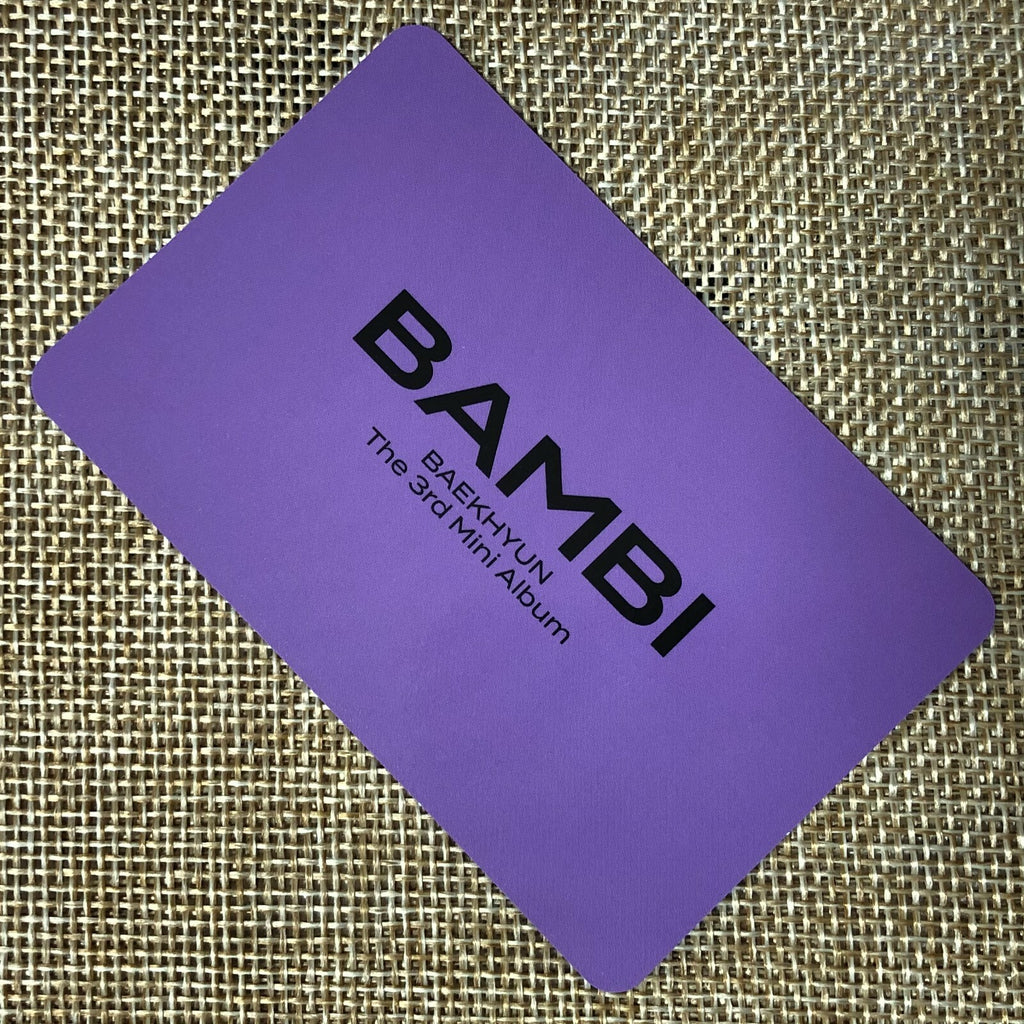 BAMBI
BAEKHYUN
The 3rd Mini Album